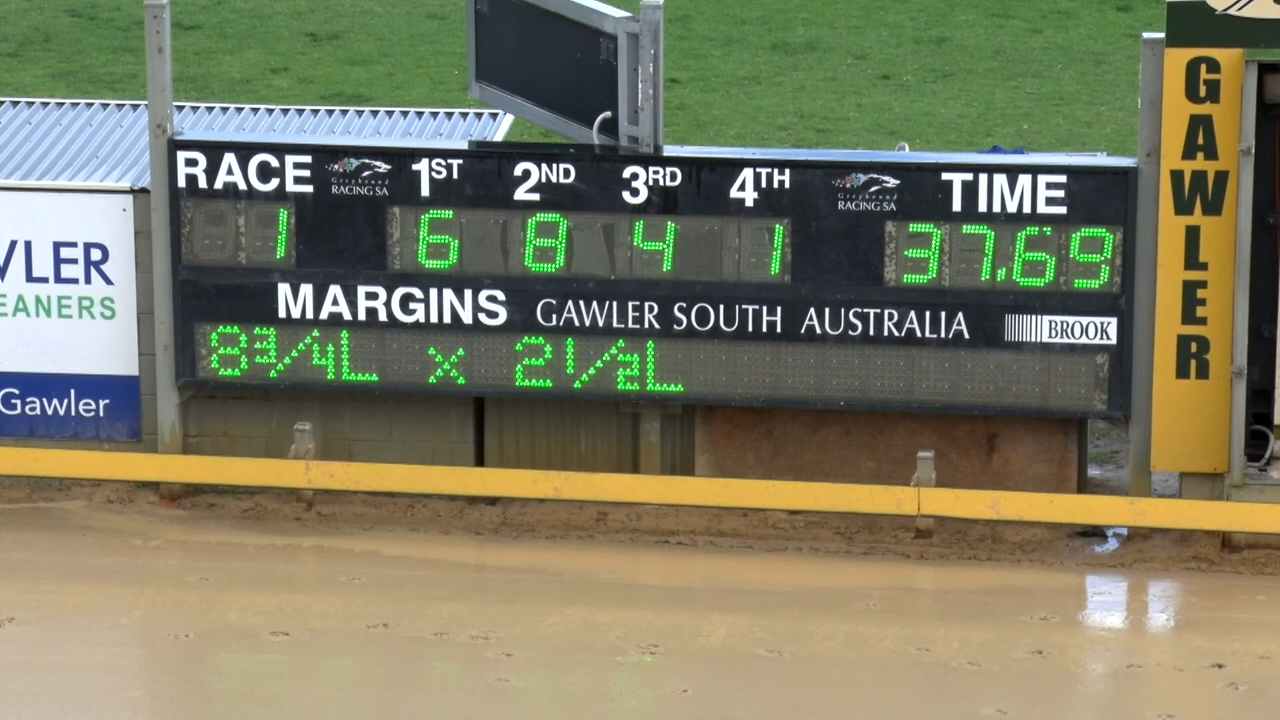 RACE Greyhound RACING SA 1ST 2ND 3RD 4TH Greyhound RACING SA TIME
1 6 8 4 1 37.69
MARGINS GAWLER SOUTH AUSTRALIA BROOK
8 3/4L x 2 1/2L
GAWLER
EANERS
Gawler